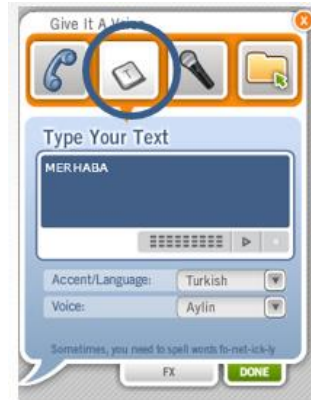 Give It A Voice
T
Type Your Text
MERHABA
Accent/Language: Turkish
Voice: Aylin
Sometimes, you need to spell words fo-net-ick-ly
FX DONE